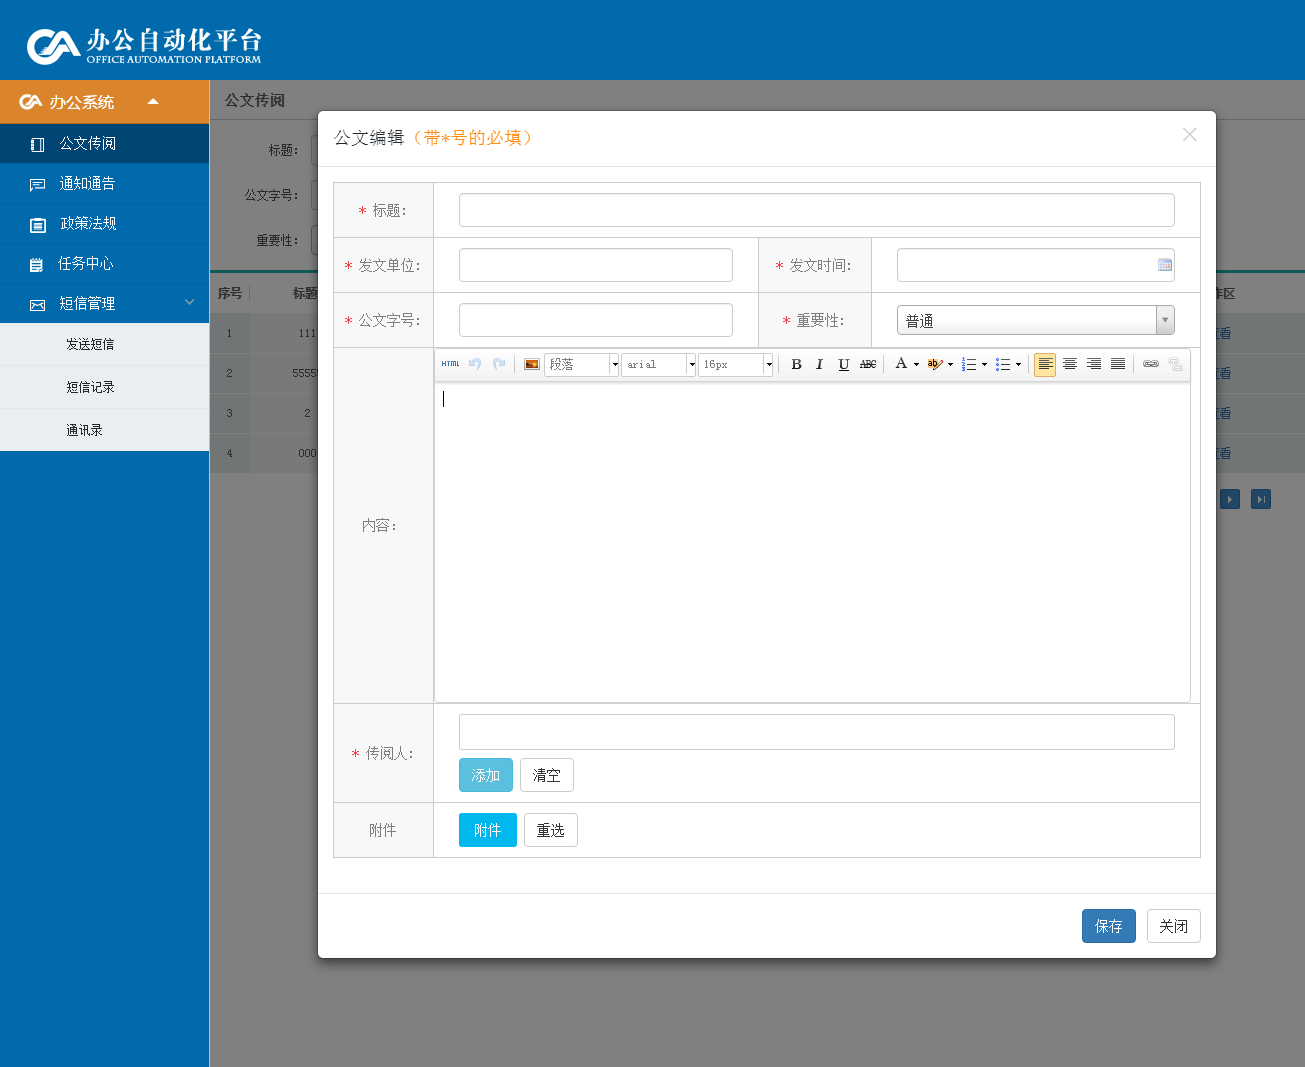 办公自动化平台
OFFICE AUTOMATION PLATFORM
办公系统
公文传阅
通知通告
政策法规
任务中心
短信管理
发送短信
短信记录
通讯录
公文传阅
标题：
公文字号：
重要性：
序号 标题
1 111
2 5555
3 2
4 000
作区
看
看
看
看
公文编辑（带*号的必填）
* 标题：
* 发文单位：
* 发文时间：
* 公文字号：
* 重要性：
普通
HTML 段落 arial 16px B I U ABC A ab
内容：
* 传阅人：
添加 清空
附件
附件 重选
保存 关闭